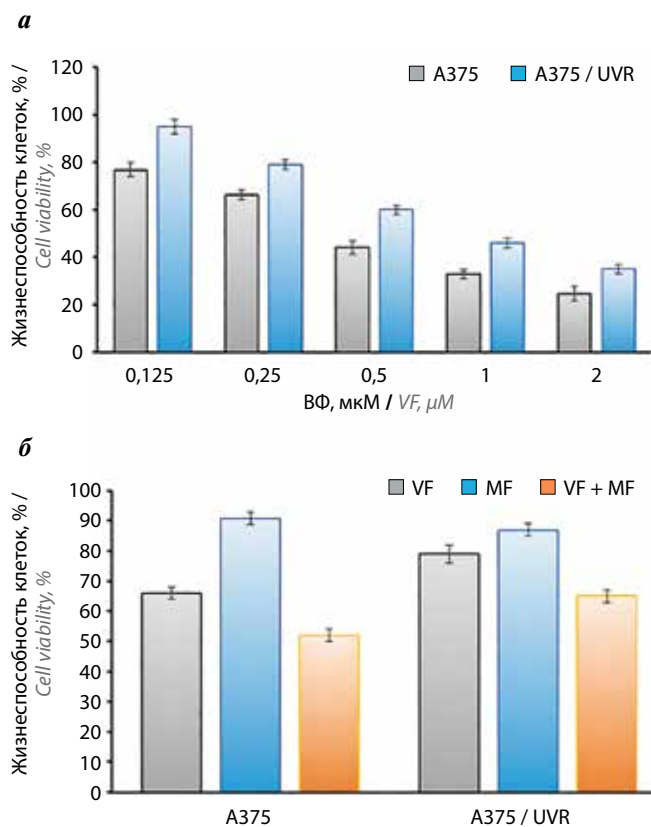 а
Жизнеспособность клеток, % /
Cell viability, %
120
100
80
60
40
20
0
A375
A375 / UVR
0,125
0,25
0,5
1
2
ВФ, мкМ / VF, µM
б
Жизнеспособность клеток, % /
Cell viability, %
100
90
80
70
60
50
40
30
20
10
0
VF
MF
VF + MF
A375
A375 / UVR